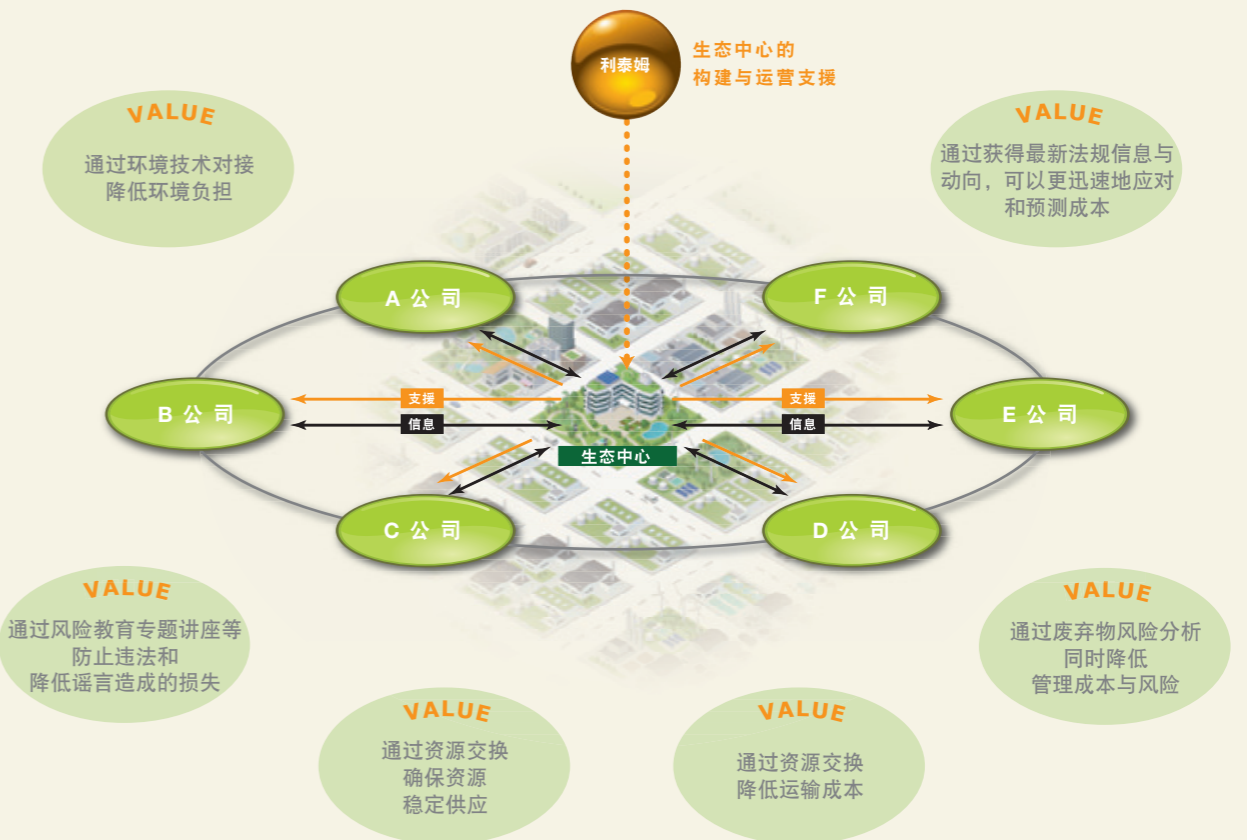 利泰姆
生态中心的
构建与运营支援
VALUE
通过环境技术对接
降低环境负担
VALUE
通过获得最新法规信息与
动向，可以更迅速地应对
和预测成本
A 公 司
F 公 司
B 公 司
支援
信息
支援
信息
E 公 司
生态中心
C 公 司
D 公 司
VALUE
通过风险教育专题讲座等
防止违法和
降低谣言造成的损失
VALUE
通过废弃物风险分析
同时降低
管理成本与风险
VALUE
通过资源交换
确保资源
稳定供应
VALUE
通过资源交换
降低运输成本